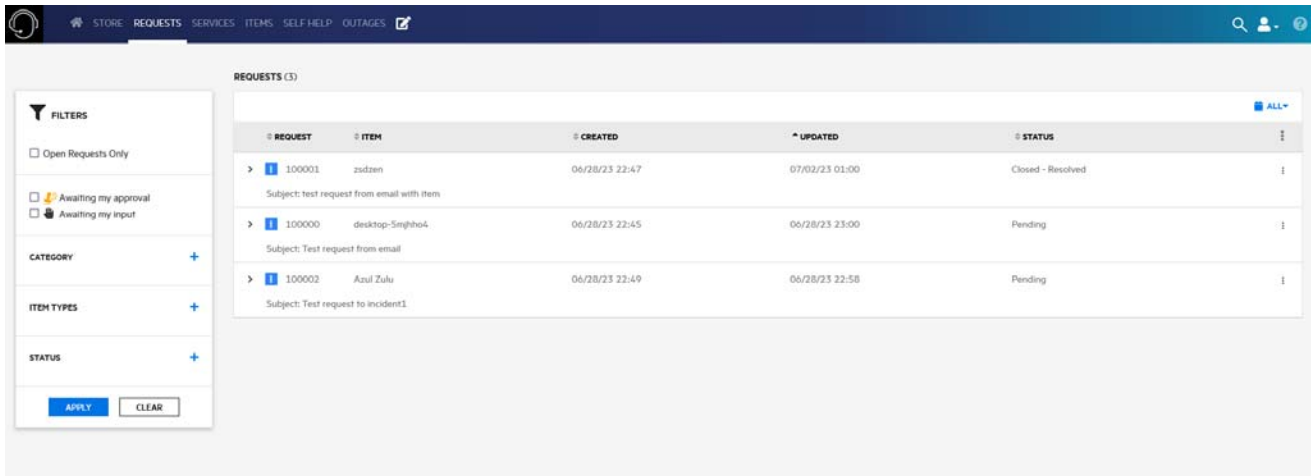 STORE REQUESTS SERVICES ITEMS SELF HELP OUTAGES
REQUESTS (3)
FILTERS
Open Requests Only
Awaiting my approval
Awaiting my input
CATEGORY +
ITEM TYPES +
STATUS +
APPLY CLEAR
ALL
REQUEST ITEM CREATED UPDATED STATUS
I 100001 zsdzen 06/28/23 22:47 07/02/23 01:00 Closed - Resolved
Subject: test request from email with item
I 100000 desktop-5mjhho4 06/28/23 22:45 06/28/23 23:00 Pending
Subject: Test request from email
I 100002 Azul Zulu 06/28/23 22:49 06/28/23 22:58 Pending
Subject: Test request to incident1